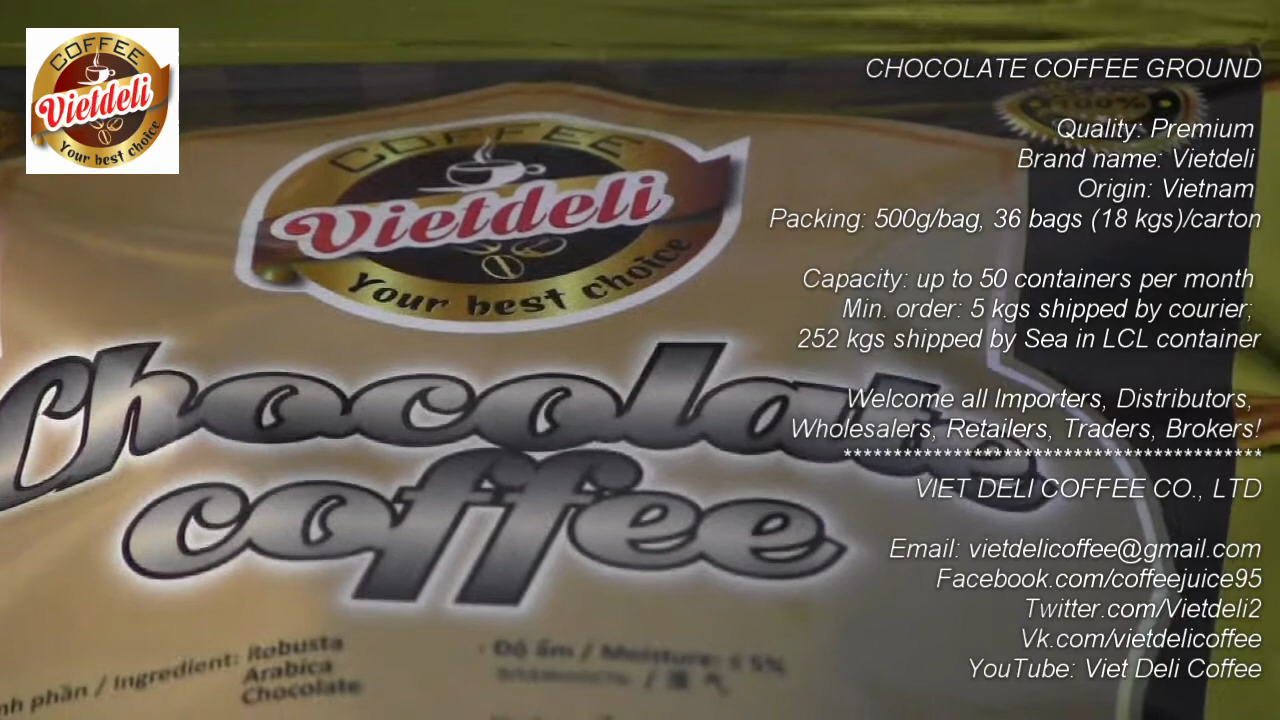 COFFEE
Vietdeli
Your best choice
CHOCOLATE COFFEE GROUND
100%
Quality: Premium
Brand name: Vietdeli
Origin: Vietnam
Packing: 500g/bag, 36 bags (18 kgs)/carton
Capacity: up to 50 containers per month
Min. order: 5 kgs shipped by courier;
252 kgs shipped by Sea in LCL container
Welcome all Importers, Distributors,
Wholesalers, Retailers, Traders, Brokers!
******************************************
VIET DELI COFFEE CO., LTD
Email: vietdelicoffee@gmail.com
Facebook.com/coffeejuice95
Twitter.com/Vietdeli2
Vk.com/vietdelicoffee
YouTube: Viet Deli Coffee
COFFEE
Vietdeli
Your best choice
Chocolate
coffee
phần / Ingredient: Robusta
Arabica
Chocolate
Độ ẩm / Moisture: ≤ 5%